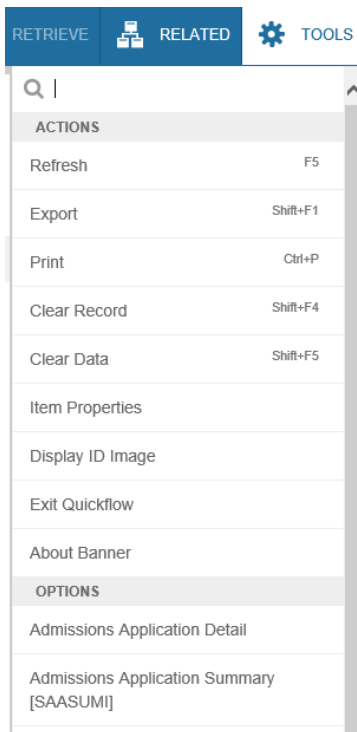 RETRIEVE RELATED TOOLS
ACTIONS
Refresh F5
Export Shift+F1
Print Ctrl+P
Clear Record Shift+F4
Clear Data Shift+F5
Item Properties
Display ID Image
Exit Quickflow
About Banner
OPTIONS
Admissions Application Detail
Admissions Application Summary
[SAASUMI]